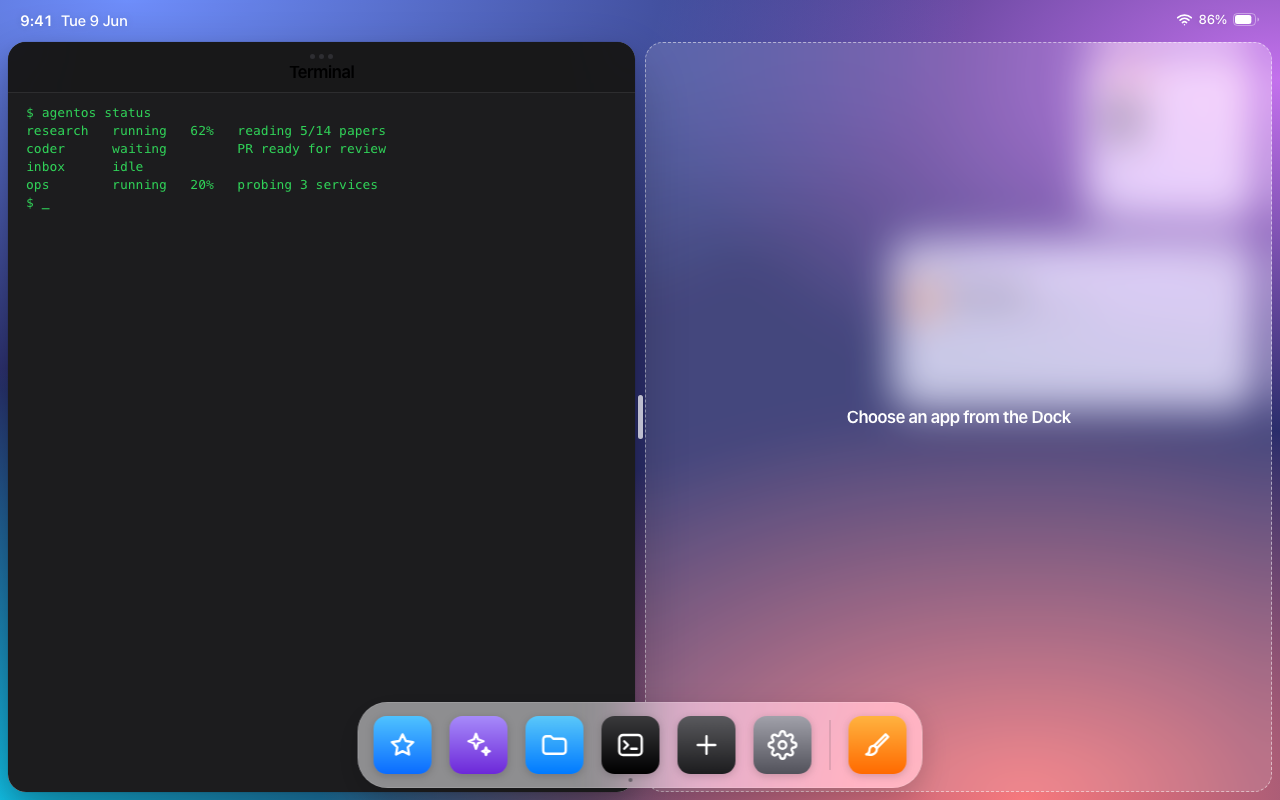 9:41 Tue 9 Jun
86%
Terminal
$ agentos status
research running 62% reading 5/14 papers
coder waiting PR ready for review
inbox idle
ops running 20% probing 3 services
$ _
Choose an app from the Dock